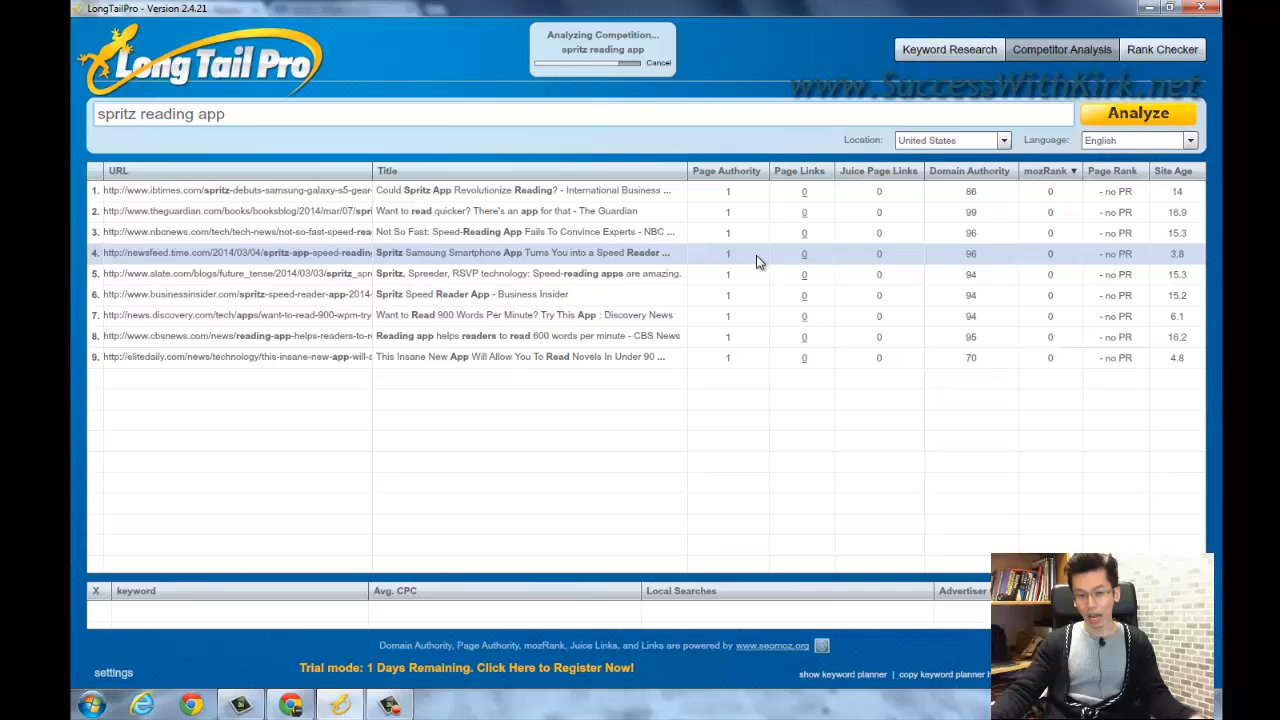 LongTailPro - Version 2.4.21
Long Tail Pro
Analyzing Competition...
spritz reading app
Cancel
Keyword Research
Competitor Analysis
Rank Checker
www.SuccessWithKirk.net
spritz reading app
Analyze
Location: United States
Language: English
URL Title Page Authority Page Links Juice Page Links Domain Authority mozRank ▼ Page Rank Site Age
1. http://www.ibtimes.com/spritz-debuts-samsung-galaxy-s5-gear- Could Spritz App Revolutionize Reading? - International Business ... 1 0 0 86 0 - no PR 14
2. http://www.theguardian.com/books/booksblog/2014/mar/07/spri Want to read quicker? There's an app for that - The Guardian 1 0 0 99 0 - no PR 16.9
3. http://www.nbcnews.com/tech/tech-news/not-so-fast-speed-rea Not So Fast: Speed-Reading App Fails To Convince Experts - NBC ... 1 0 0 96 0 - no PR 15.3
4. http://newsfeed.time.com/2014/03/04/spritz-app-speed-reading Spritz Samsung Smartphone App Turns You into a Speed Reader ... 1 0 0 96 0 - no PR 3.8
5. http://www.slate.com/blogs/future_tense/2014/03/03/spritz_spr Spritz, Spreeder, RSVP technology: Speed-reading apps are amazing. 1 0 0 94 0 - no PR 15.3
6. http://www.businessinsider.com/spritz-speed-reader-app-2014- Spritz Speed Reader App - Business Insider 1 0 0 94 0 - no PR 15.2
7. http://news.discovery.com/tech/apps/want-to-read-900-wpm-try Want to Read 900 Words Per Minute? Try This App : Discovery News 1 0 0 94 0 - no PR 6.1
8. http://www.cbsnews.com/news/reading-app-helps-readers-to-r Reading app helps readers to read 600 words per minute - CBS News 1 0 0 95 0 - no PR 16.2
9. http://elitedaily.com/news/technology/this-insane-new-app-will- This Insane New App Will Allow You To Read Novels In Under 90 ... 1 0 0 70 0 - no PR 4.8
X keyword Avg. CPC Local Searches Advertiser
Domain Authority, Page Authority, mozRank, Juice Links, and Links are powered by www.seomoz.org
settings
Trial mode: 1 Days Remaining. Click Here to Register Now!
show keyword planner | copy keyword planner h